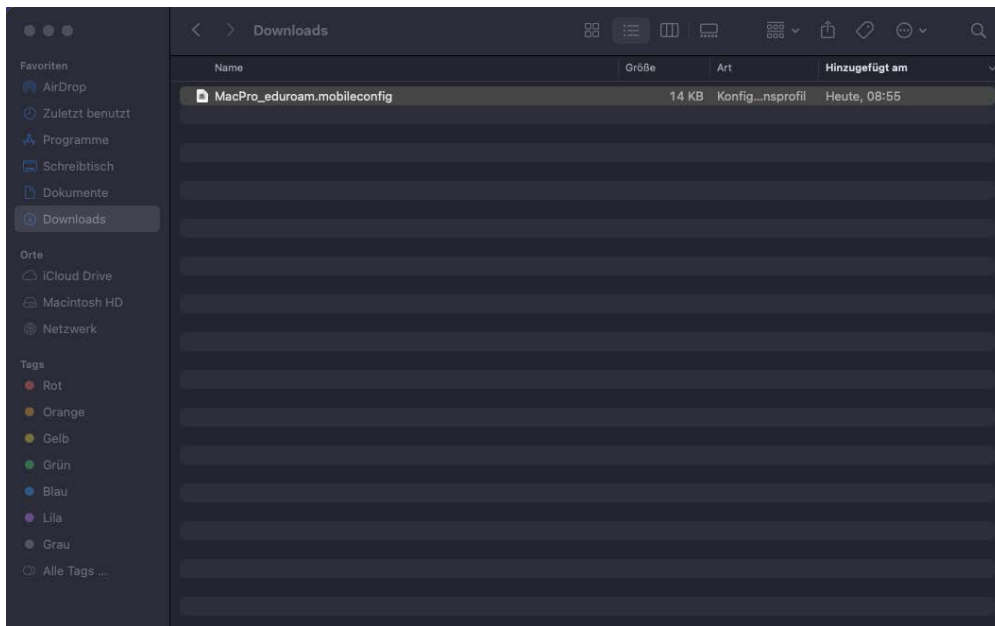 Downloads
Favoriten
AirDrop
Zuletzt benutzt
Programme
Schreibtisch
Dokumente
Downloads
Orte
iCloud Drive
Macintosh HD
Netzwerk
Tags
Rot
Orange
Gelb
Grün
Blau
Lila
Grau
Alle Tags ...
Name Größe Art Hinzugefügt am
MacPro_eduroam.mobileconfig 14 KB Konfig...nsprofil Heute, 08:55